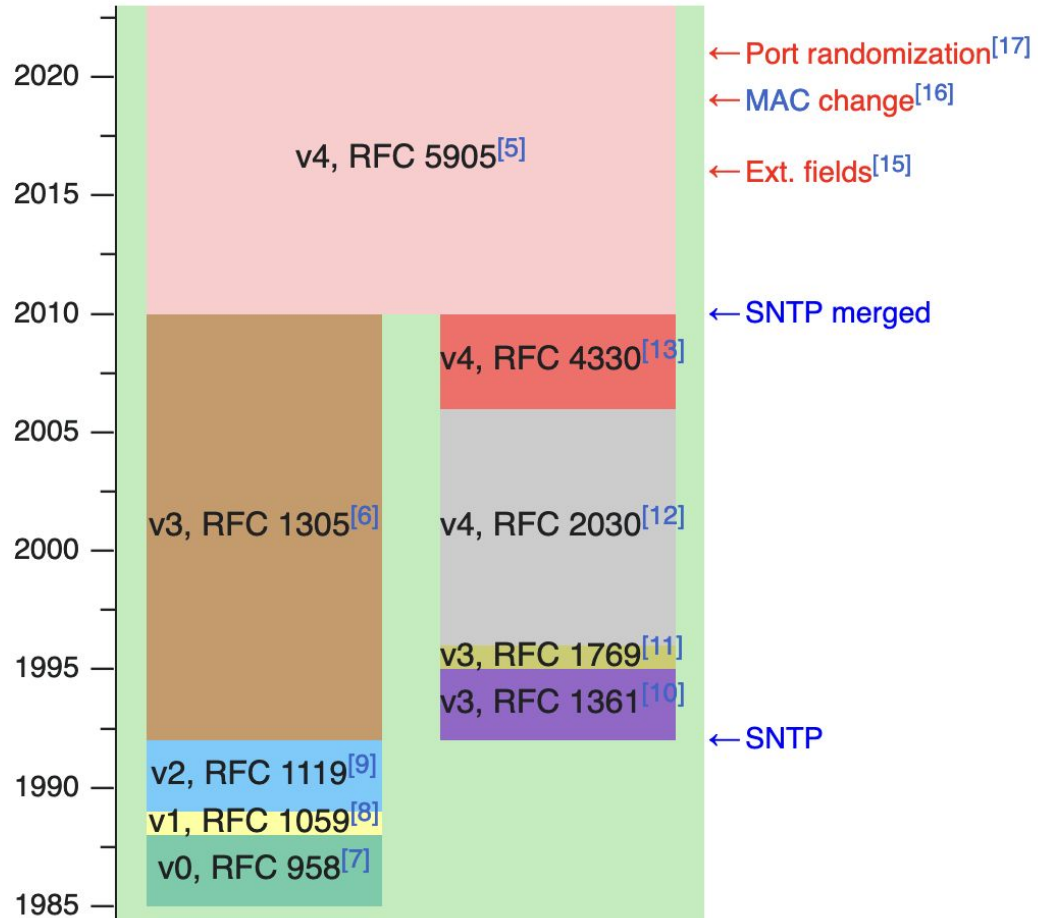 2020
2015
2010
2005
2000
1995
1990
1985
v4, RFC 5905[5]
v3, RFC 1305[6]
v2, RFC 1119[9]
v1, RFC 1059[8]
v0, RFC 958[7]
v4, RFC 4330[13]
v4, RFC 2030[12]
v3, RFC 1769[11]
v3, RFC 1361[10]
←Port randomization[17]
←MAC change[16]
←Ext. fields[15]
←SNTP merged
←SNTP